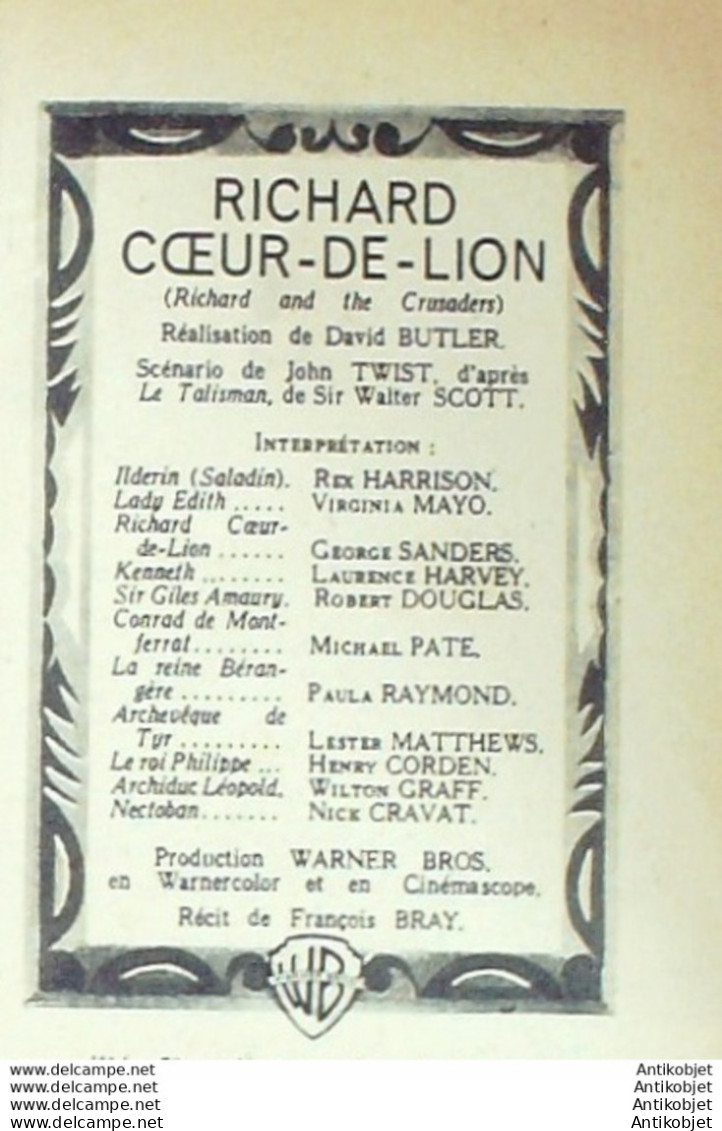 RICHARD
CŒUR-DE-LION
(Richard and the Crusaders)
Réalisation de David BUTLER.
Scénario de John TWIST, d'après
Le Talisman, de Sir Walter SCOTT.
INTERPRÉTATION :
Ilderin (Saladin). REX HARRISON.
Lady Edith ..... VIRGINIA MAYO.
Richard Cœur-
de-Lion ...... GEORGE SANDERS.
Kenneth ........ LAURENCE HARVEY.
Sir Giles Amaury. ROBERT DOUGLAS.
Conrad de Mont-
ferrat........ MICHAEL PATE.
La reine Béran-
gère ......... PAULA RAYMOND.
Archevêque de
Tyr ......... LESTER MATTHEWS.
Le roi Philippe ... HENRY CORDEN.
Archiduc Léopold. WILTON GRAFF.
Nectoban....... NICK CRAVAT.
Production WARNER BROS.
en Warnercolor et en Cinémascope.
Récit de François BRAY.
WB
www.delcampe.net Antikobjet
www.delcampe.net Antikobjet
www.delcampe.net Antikobjet
www.delcampe.net Antikobjet